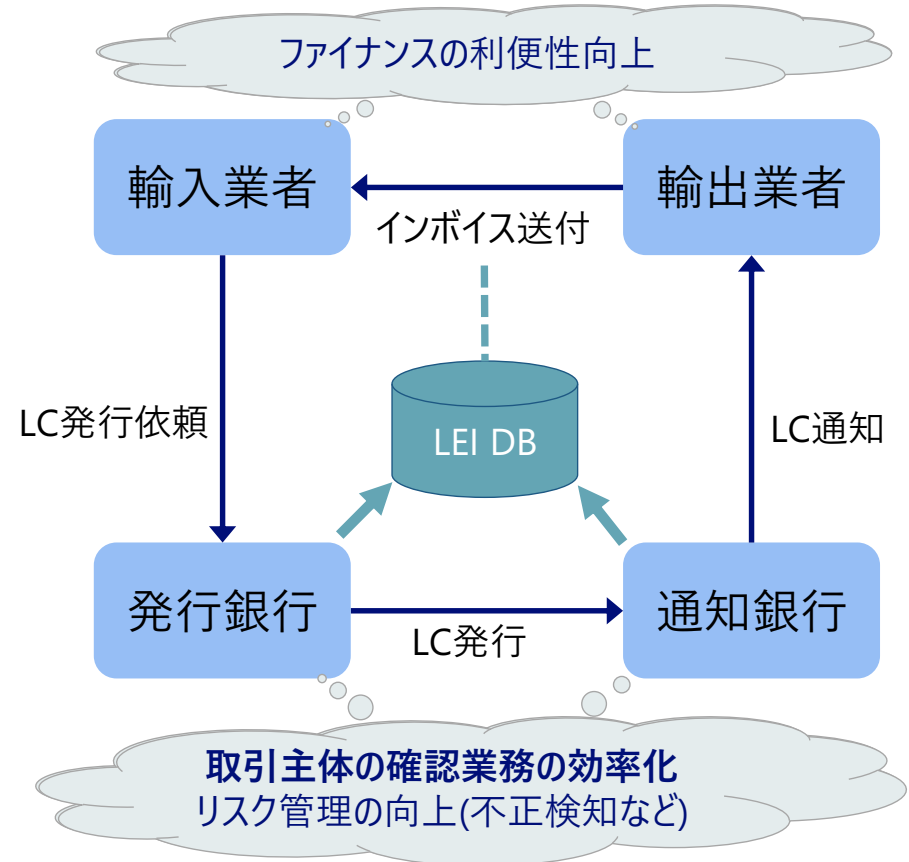 ファイナンスの利便性向上
輸入業者
輸出業者
インボイス送付
LC発行依頼
LEI DB
LC通知
発行銀行
通知銀行
LC発行
取引主体の確認業務の効率化
リスク管理の向上(不正検知など)